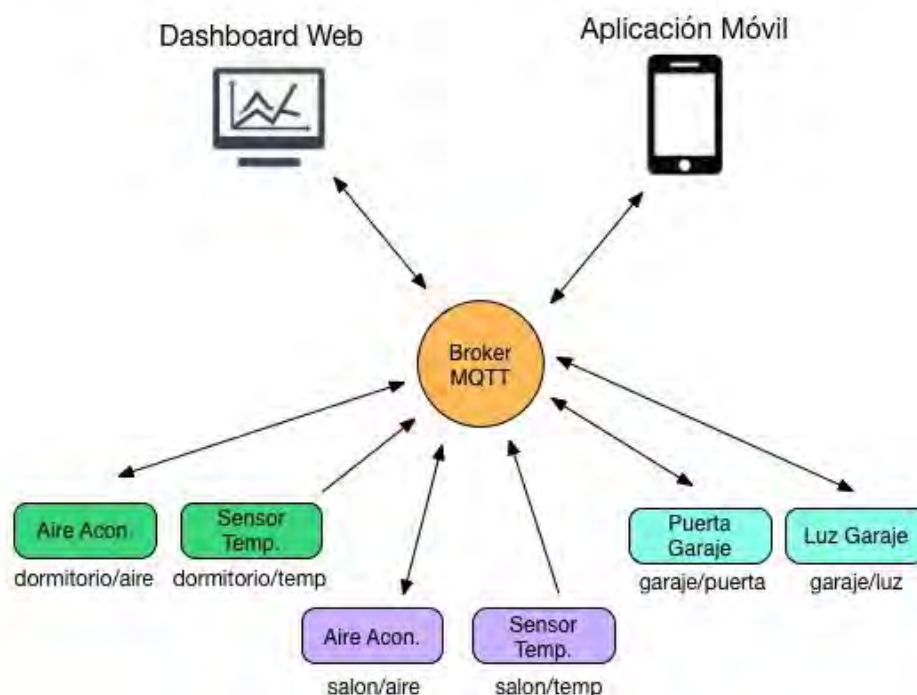 Dashboard Web
Aplicación Móvil
Broker
MQTT
Aire Acon.
dormitorio/aire
Sensor
Temp.
dormitorio/temp
Puerta
Garaje
garaje/puerta
Luz Garaje
garaje/luz
Aire Acon.
salon/aire
Sensor
Temp.
salon/temp